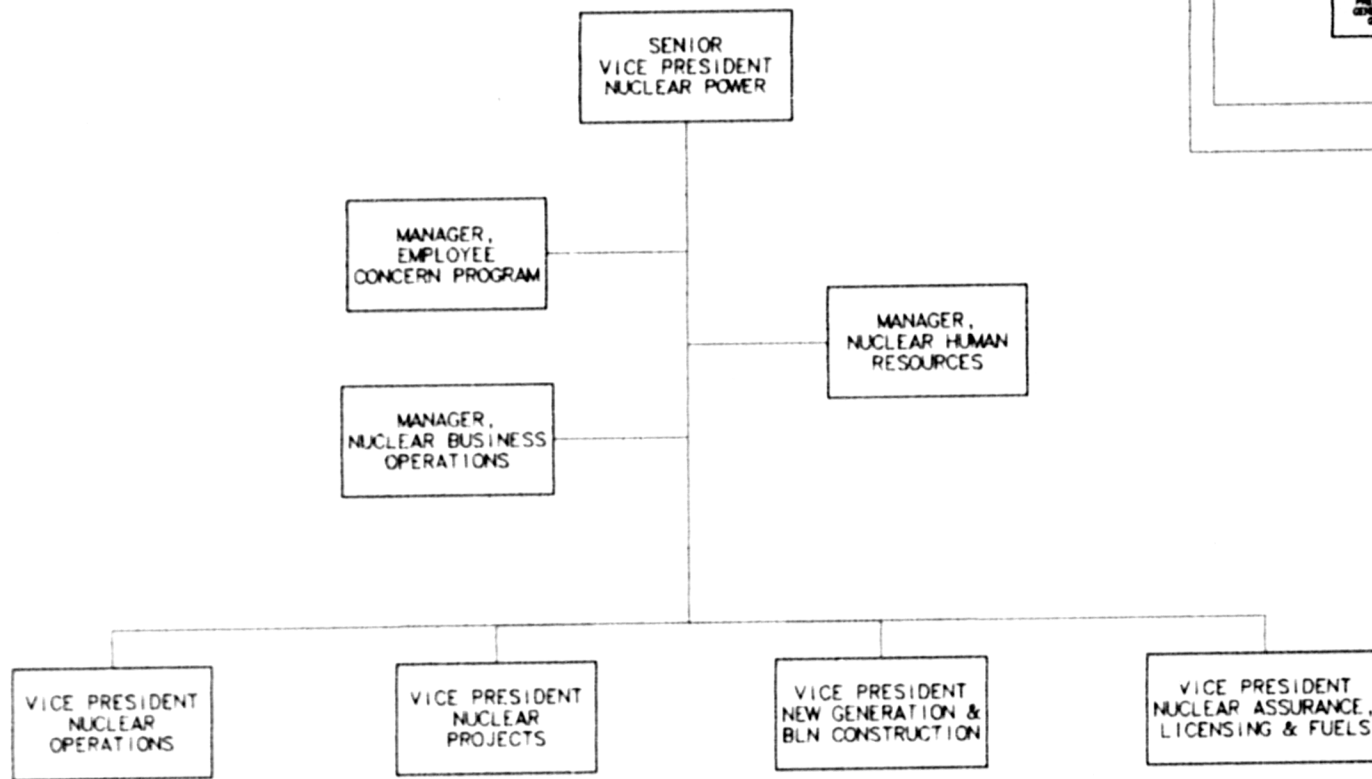 SENIOR
VICE PRESIDENT
NUCLEAR POWER
MANAGER,
EMPLOYEE
CONCERN PROGRAM
MANAGER,
NUCLEAR HUMAN
RESOURCES
MANAGER,
NUCLEAR BUSINESS
OPERATIONS
VICE PRESIDENT
NUCLEAR
OPERATIONS
VICE PRESIDENT
NUCLEAR
PROJECTS
VICE PRESIDENT
NEW GENERATION &
BLN CONSTRUCTION
VICE PRESIDENT
NUCLEAR ASSURANCE,
LICENSING & FUELS